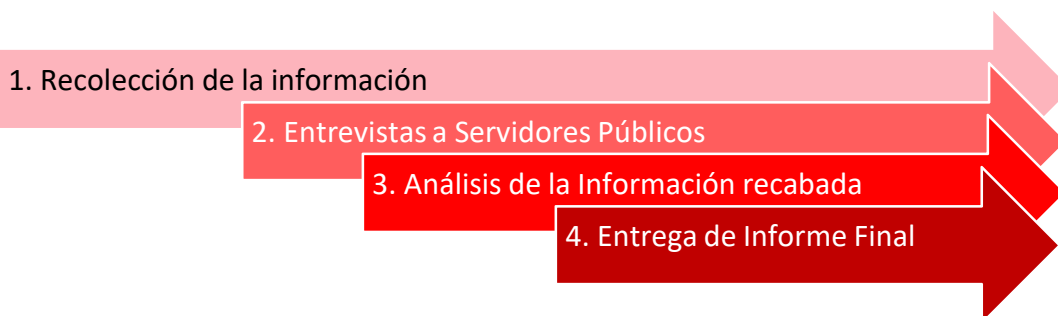 1. Recolección de la información
2. Entrevistas a Servidores Públicos
3. Análisis de la Información recabada
4. Entrega de Informe Final